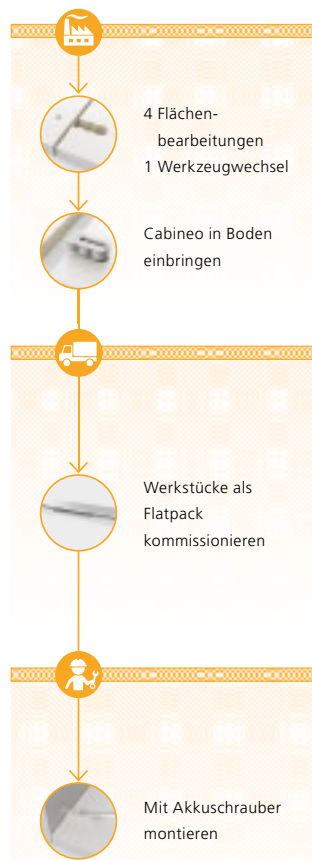 4 Flächen-
bearbeitungen
1 Werkzeugwechsel
Cabineo in Boden
einbringen
Werkstücke als
Flatpack
kommissionieren
Mit Akkuschrauber
montieren